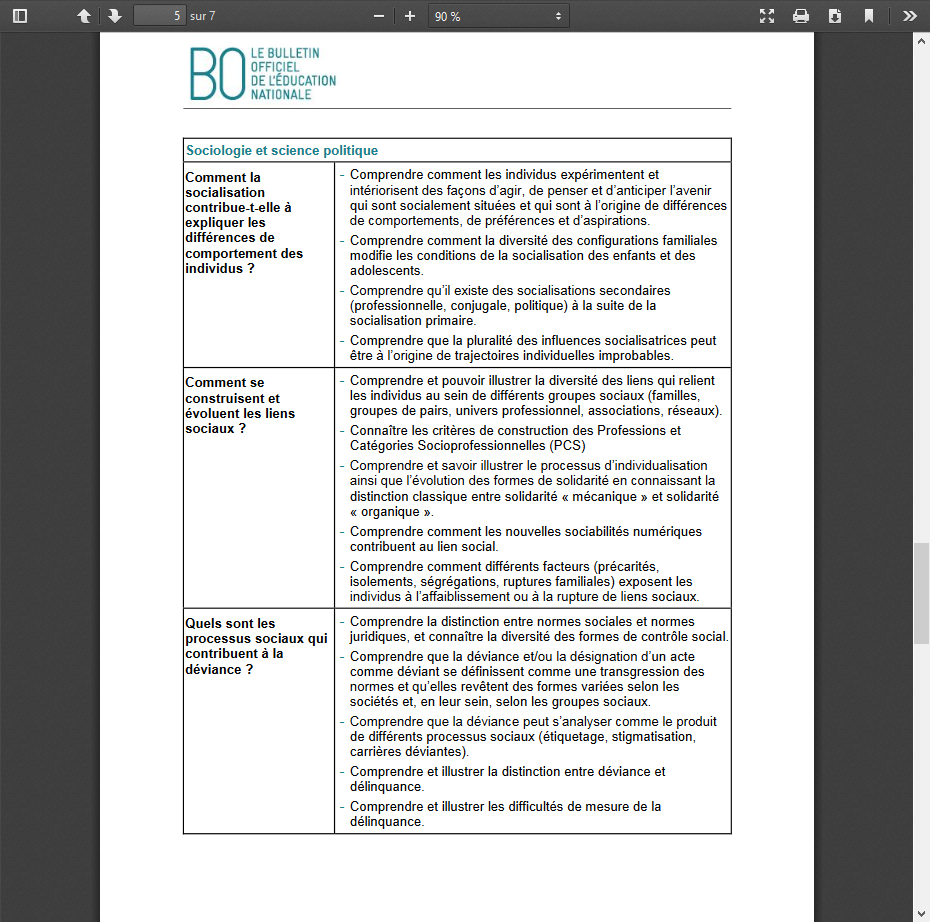 5 sur 7
90 %
BO LE BULLETIN
OFFICIEL
DE L'ÉDUCATION
NATIONALE
Sociologie et science politique
Comment la
socialisation
contribue-t-elle à
expliquer les
différences de
comportement des
individus ?
- Comprendre comment les individus expérimentent et
intériorisent des façons d’agir, de penser et d’anticiper l’avenir
qui sont socialement situées et qui sont à l’origine de différences
de comportements, de préférences et d’aspirations.
- Comprendre comment la diversité des configurations familiales
modifie les conditions de la socialisation des enfants et des
adolescents.
- Comprendre qu’il existe des socialisations secondaires
(professionnelle, conjugale, politique) à la suite de la
socialisation primaire.
- Comprendre que la pluralité des influences socialisatrices peut
être à l’origine de trajectoires individuelles improbables.
Comment se
construisent et
évoluent les liens
sociaux ?
- Comprendre et pouvoir illustrer la diversité des liens qui relient
les individus au sein de différents groupes sociaux (familles,
groupes de pairs, univers professionnel, associations, réseaux).
- Connaître les critères de construction des Professions et
Catégories Socioprofessionnelles (PCS)
- Comprendre et savoir illustrer le processus d’individualisation
ainsi que l’évolution des formes de solidarité en connaissant la
distinction classique entre solidarité « mécanique » et solidarité
« organique ».
- Comprendre comment les nouvelles sociabilités numériques
contribuent au lien social.
- Comprendre comment différents facteurs (précarités,
isolements, ségrégations, ruptures familiales) exposent les
individus à l’affaiblissement ou à la rupture de liens sociaux.
Quels sont les
processus sociaux qui
contribuent à la
déviance ?
- Comprendre la distinction entre normes sociales et normes
juridiques, et connaître la diversité des formes de contrôle social.
- Comprendre que la déviance et/ou la désignation d’un acte
comme déviant se définissent comme une transgression des
normes et qu’elles revêtent des formes variées selon les
sociétés et, en leur sein, selon les groupes sociaux.
- Comprendre que la déviance peut s’analyser comme le produit
de différents processus sociaux (étiquetage, stigmatisation,
carrières déviantes).
- Comprendre et illustrer la distinction entre déviance et
délinquance.
- Comprendre et illustrer les difficultés de mesure de la
délinquance.